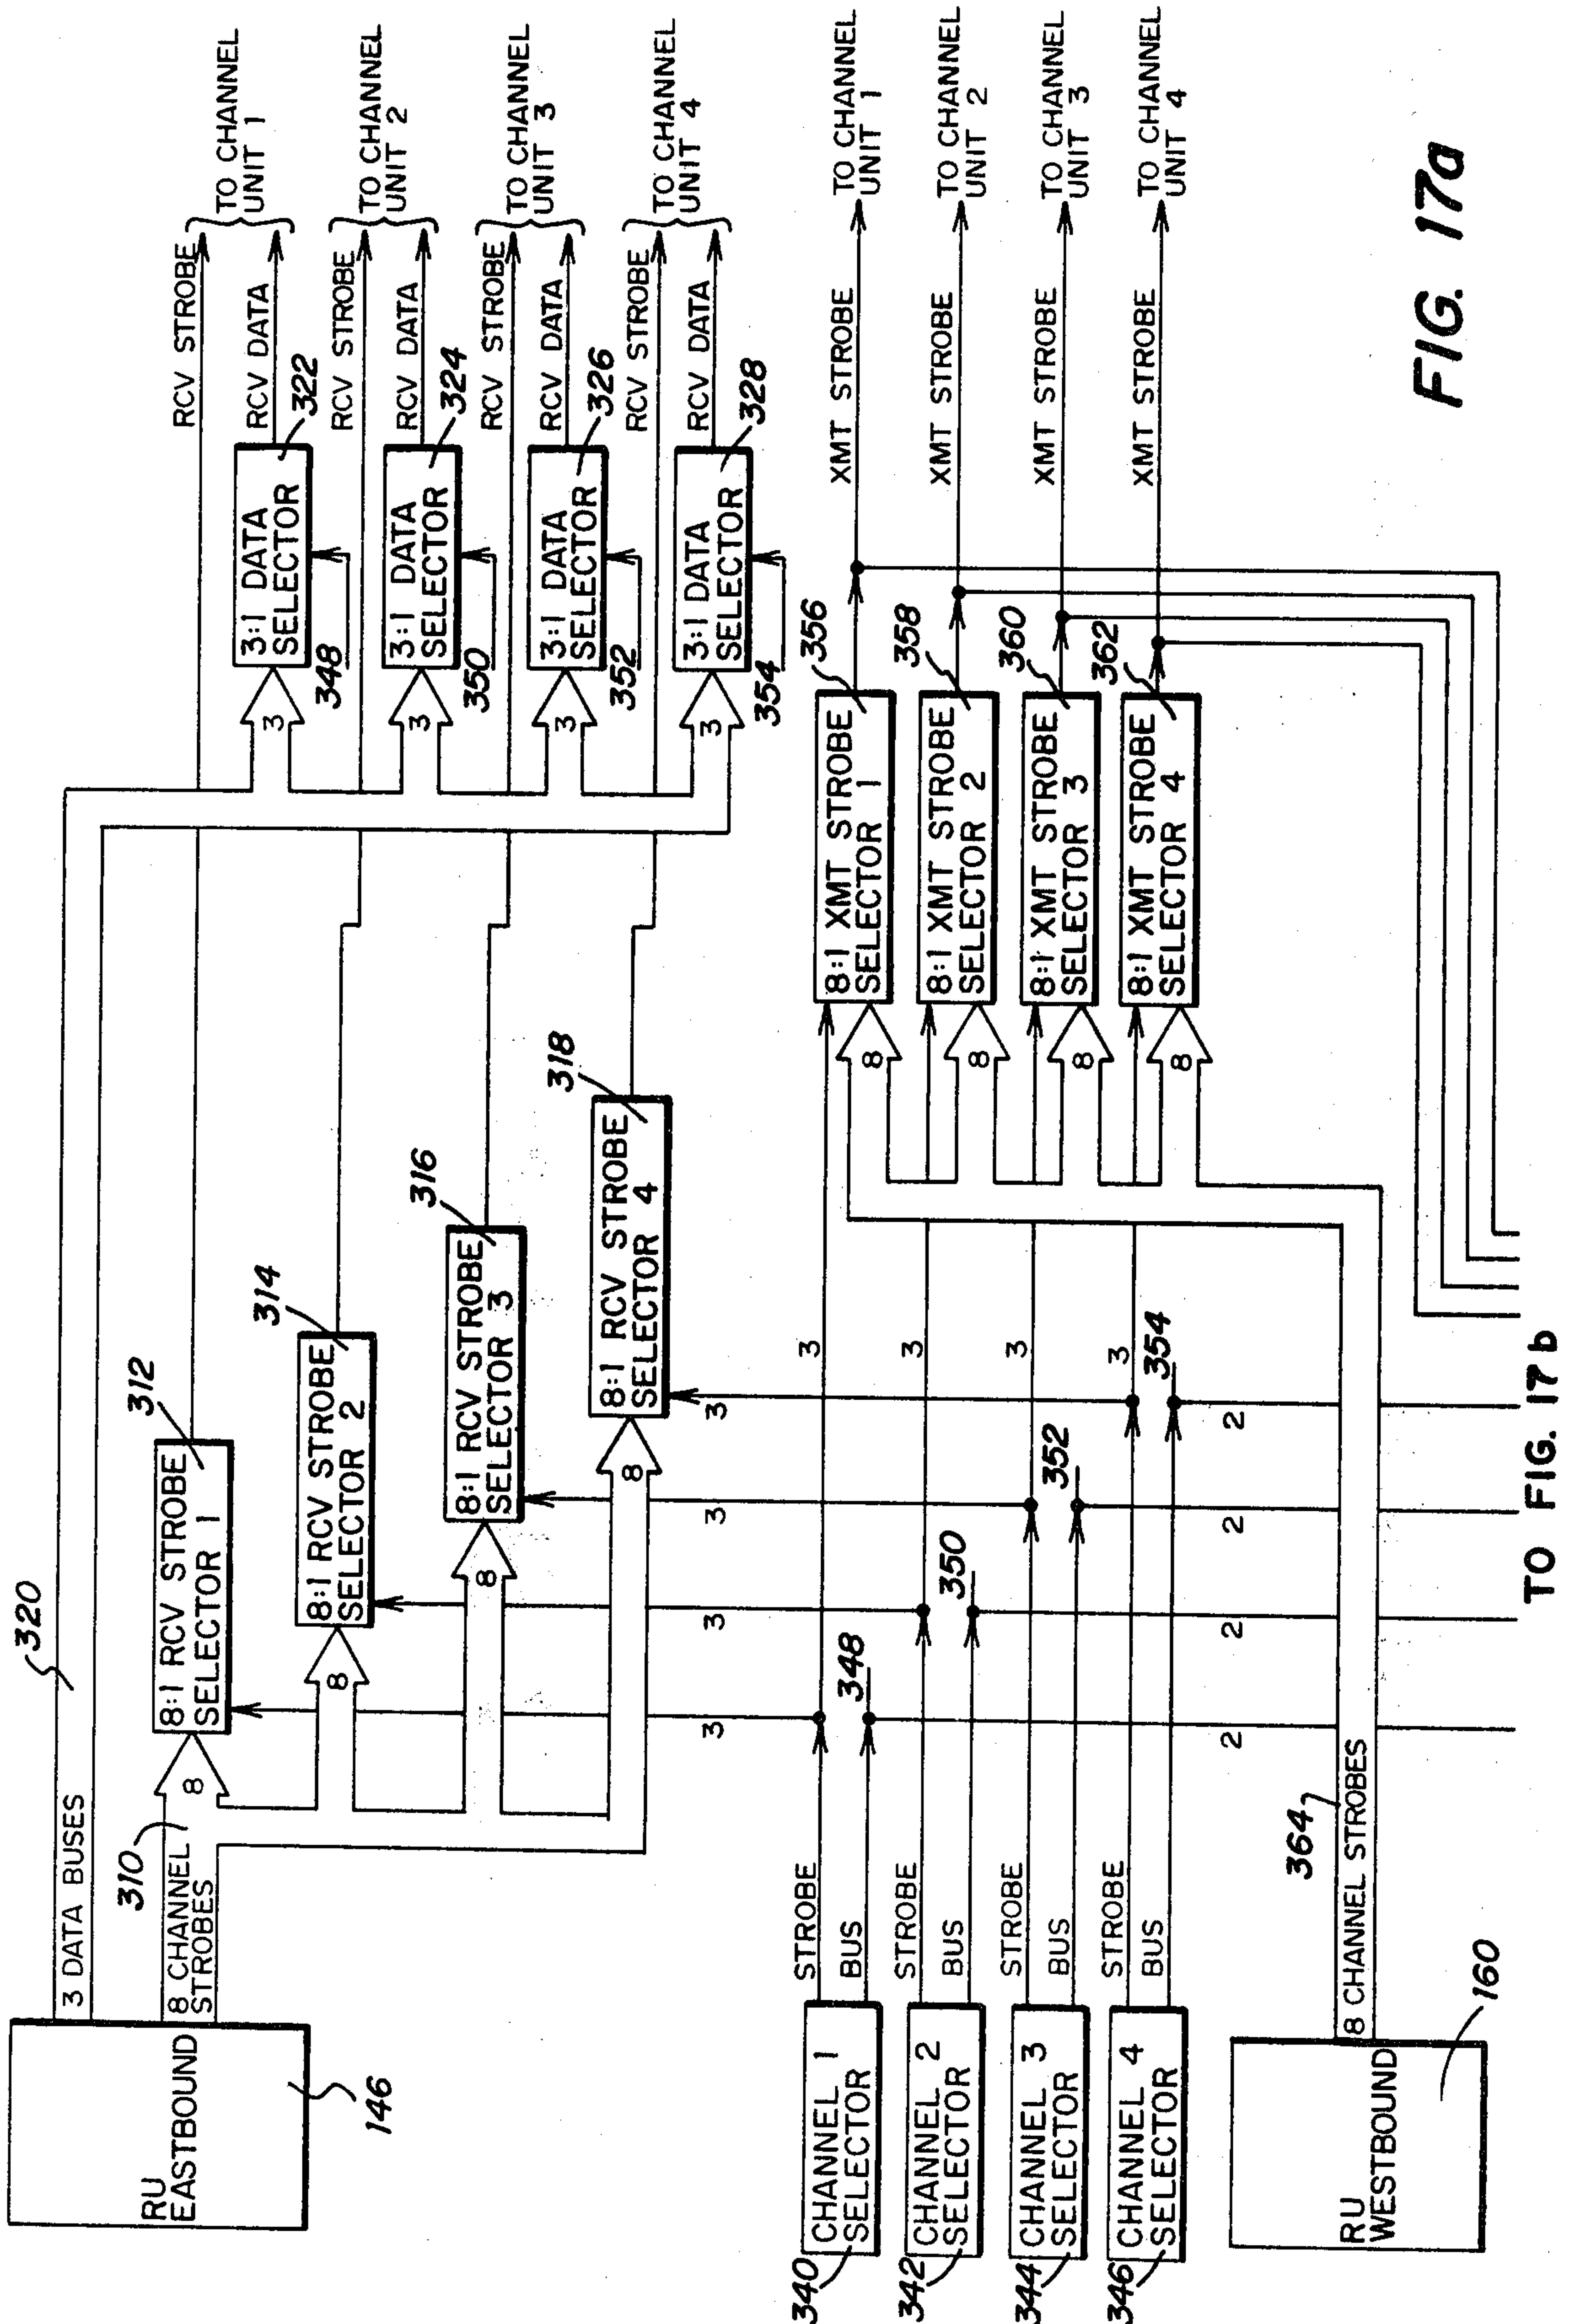 RU
EASTBOUND
146
3 DATA BUSES
320
8 CHANNEL
STROBES
310
8
8:1 RCV STROBE
SELECTOR 1
312
8
8:1 RCV STROBE
SELECTOR 2
314
8
8:1 RCV STROBE
SELECTOR 3
316
8
8:1 RCV STROBE
SELECTOR 4
318
3
3
3
3
3
3:1 DATA
SELECTOR
322
348
3
3:1 DATA
SELECTOR
324
350
3
3:1 DATA
SELECTOR
326
352
3
3:1 DATA
SELECTOR
328
354
RCV STROBE
RCV DATA
TO CHANNEL
UNIT 1
RCV STROBE
RCV DATA
TO CHANNEL
UNIT 2
RCV STROBE
RCV DATA
TO CHANNEL
UNIT 3
RCV STROBE
RCV DATA
TO CHANNEL
UNIT 4
CHANNEL 1
SELECTOR
340
STROBE
BUS
348
3
CHANNEL 2
SELECTOR
342
STROBE
BUS
350
3
CHANNEL 3
SELECTOR
344
STROBE
BUS
352
3
CHANNEL 4
SELECTOR
346
STROBE
BUS
354
3
2
2
2
2
8
8:1 XMT STROBE
SELECTOR 1
356
XMT STROBE
TO CHANNEL
UNIT 1
8
8:1 XMT STROBE
SELECTOR 2
358
XMT STROBE
TO CHANNEL
UNIT 2
8
8:1 XMT STROBE
SELECTOR 3
360
XMT STROBE
TO CHANNEL
UNIT 3
8
8:1 XMT STROBE
SELECTOR 4
362
XMT STROBE
TO CHANNEL
UNIT 4
RU
WESTBOUND
160
8 CHANNEL STROBES
364
TO FIG. 17b
FIG. 17a